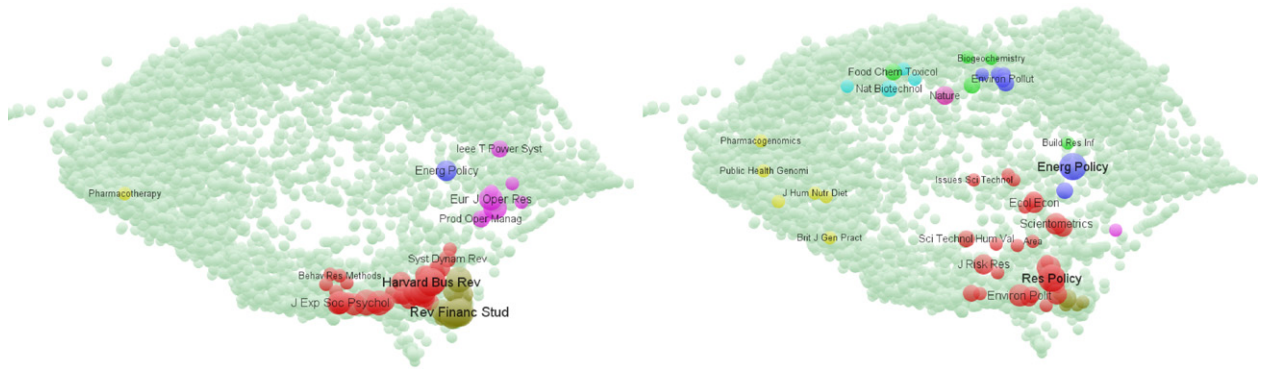 Ieee T Power Syst
Energ Policy
Pharmacotherapy
Eur J Oper Res
Prod Oper Manag
Syst Dynam Rev
Behav Res Methods
Harvard Bus Rev
J Exp Soc Psychol
Rev Financ Stud
Biogeochemistry
Food Chem Toxicol
Environ Pollut
Nat Biotechnol
Nature
Pharmacogenomics
Build Res Inf
Public Health Genomi
Energ Policy
Issues Sci Technol
J Hum Nutr Diet
Ecol Econ
Scientometrics
Brit J Gen Pract
Sci Technol Hum Val
Area
J Risk Res
Res Policy
Environ Polit